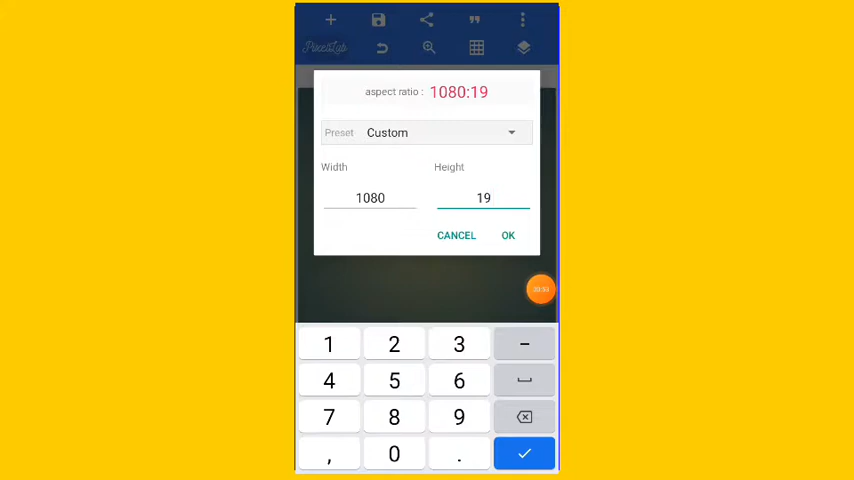 PixelLab
aspect ratio : 1080:19
Preset Custom
Width Height
1080 19
CANCEL OK
1 2 3 -
4 5 6
7 8 9
, 0 .